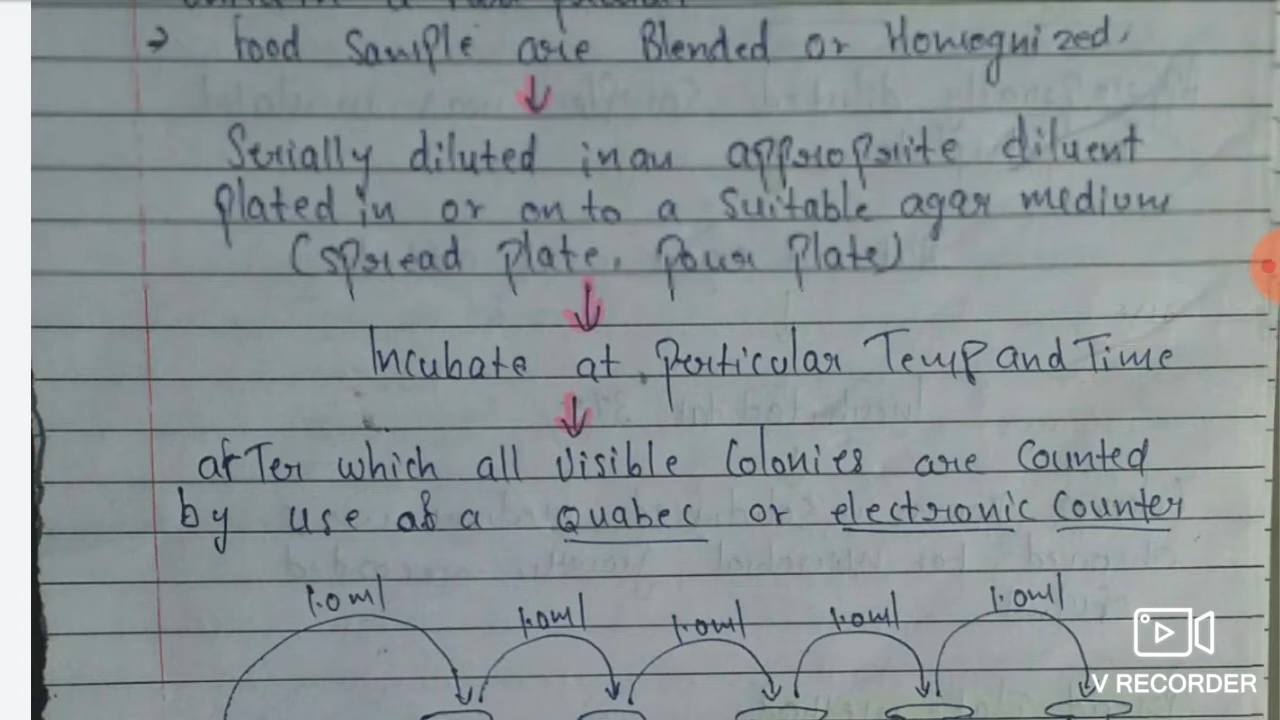 → Food Sample are Blended or Homognized.
↓
Serially diluted in an approprite diluent
plated in or on to a suitable agar medium
(spread plate, pour plate)
↓
Incubate at perticular Temp and Time
↓
after which all visible colonies are counted
by use of a Quabec or electronic counter
1.0ml 1.0ml 1.0ml 1.0ml 1.0ml
V RECORDER